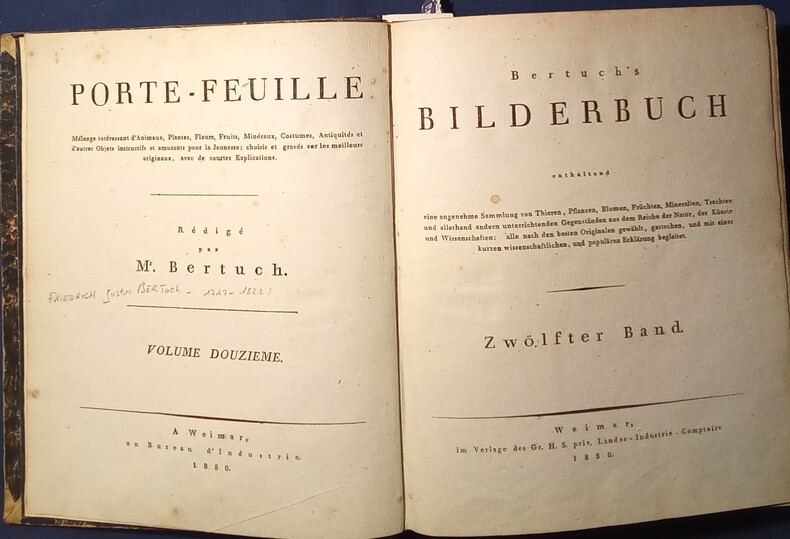 PORTE-FEUILLE
Mélange intéressant d'Animaux, Plantes, Fleurs, Fruits, Minéraux, Costumes, Antiquités et
d'autres Objets instructifs et amusants pour la Jeunesse; choisis et gravés sur les meilleurs
originaux, avec de courtes Explications.
Rédigé
par
Mr. Bertuch.
FRIEDRICH Justin BERTuch - 1747-1822)
VOLUME DOUZIEME.
A Weimar,
au Bureau d'Industrie.
1830.
Bertuch's
BILDERBUCH
enthaltend
eine angenehme Sammlung von Thieren, Pflanzen, Blumen, Früchten, Mineralien, Trachten
und allerhand andern unterrichtenden Gegenständen aus dem Reiche der Natur, der Künste
und Wissenschaften; alle nach den besten Originalen gewählt, gestochen, und mit einer
kurzen wissenschaftlichen, und populären Erklärung begleitet.
Zwölfter Band.
Weimar,
im Verlage des Gr. H. S. priv. Landes-Industrie-Comptoirs
1830.